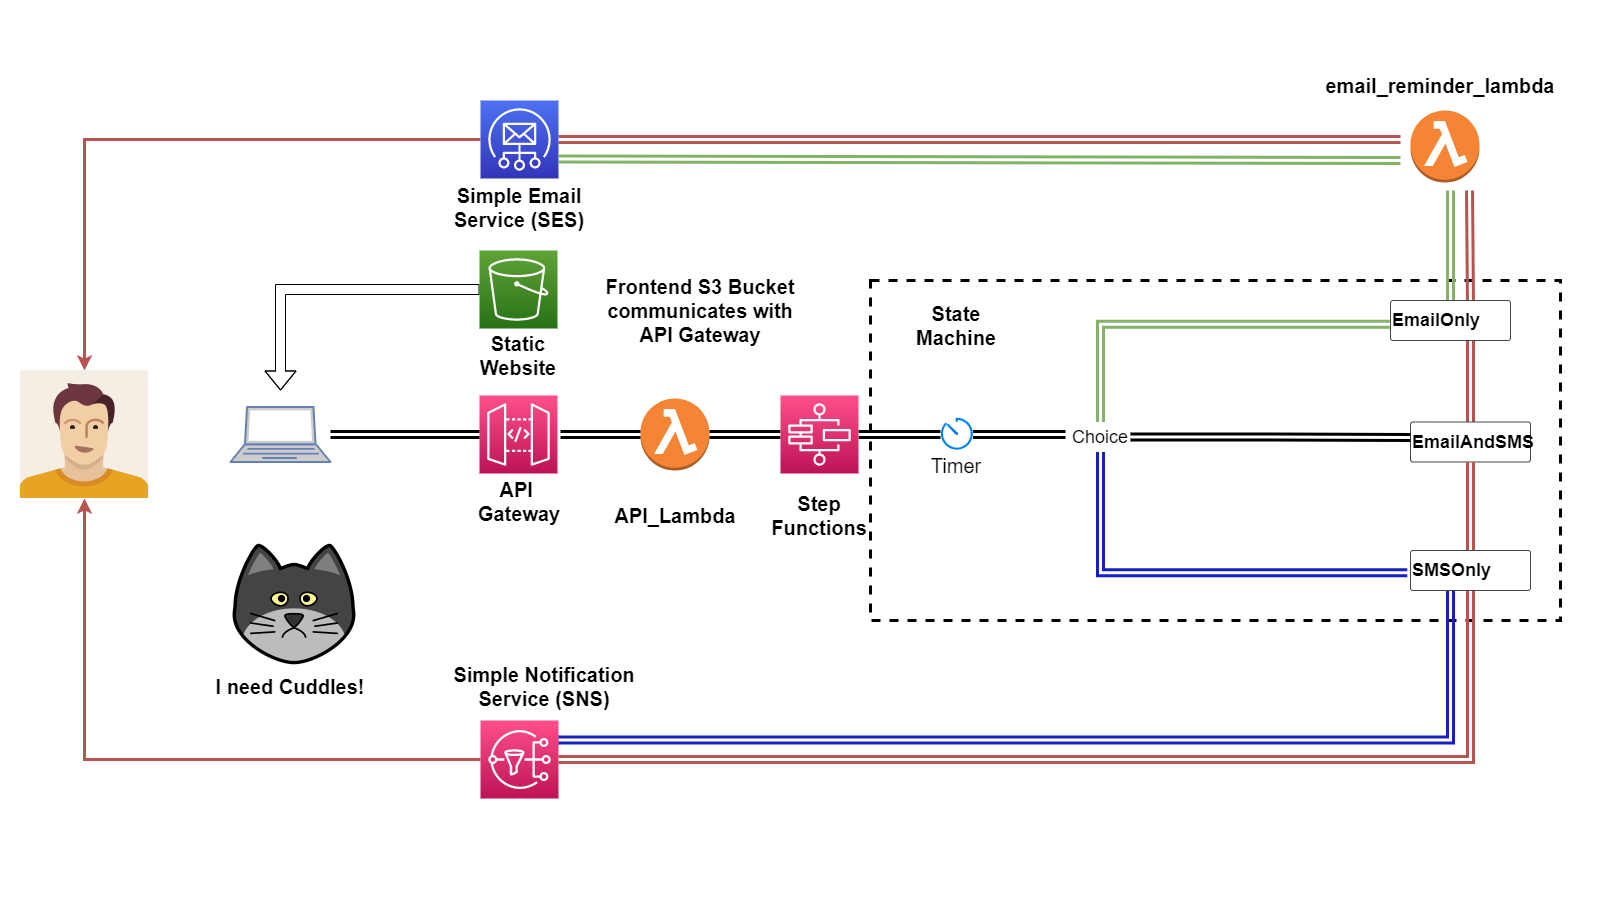 email_reminder_lambda
Simple Email
Service (SES)
Static
Website
Frontend S3 Bucket
communicates with
API Gateway
State
Machine
EmailOnly
Timer
Choice
EmailAndSMS
API
Gateway
API_Lambda
Step
Functions
SMSOnly
I need Cuddles!
Simple Notification
Service (SNS)